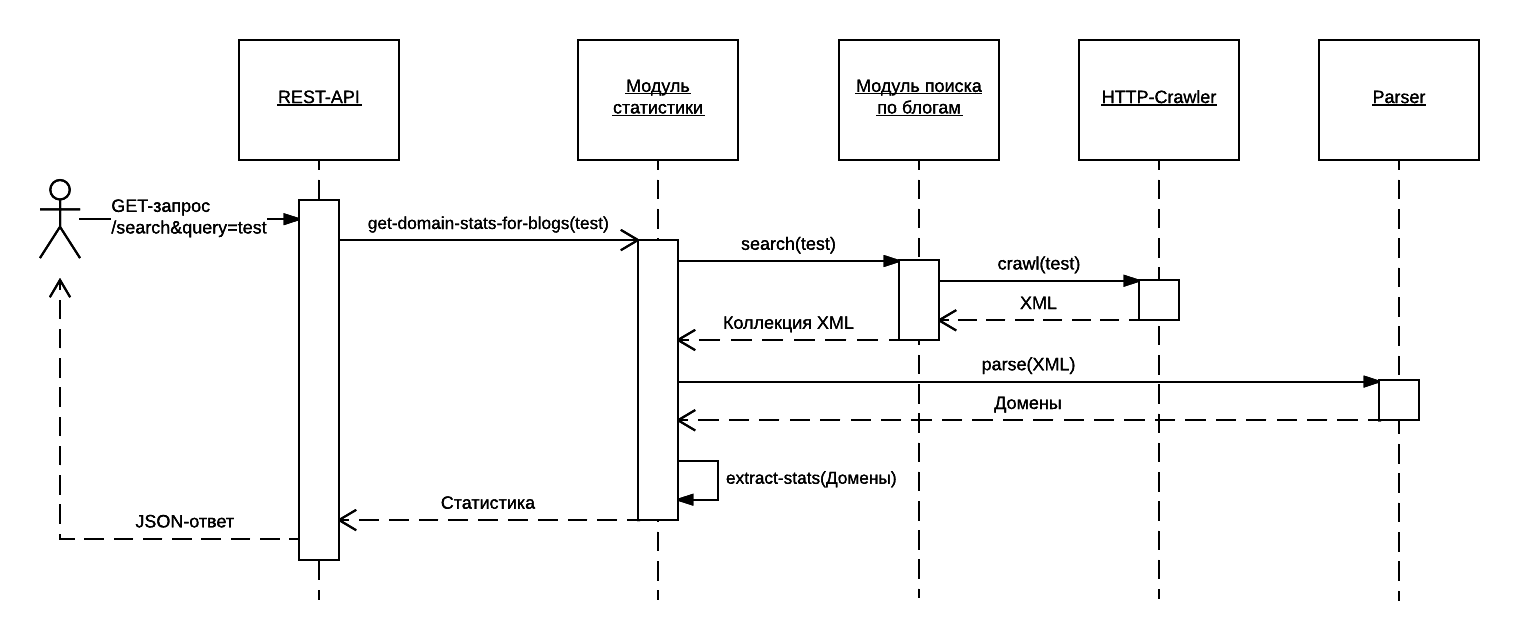 REST-API
Модуль
статистики
Модуль поиска
по блогам
HTTP-Crawler
Parser
GET-запрос
/search&query=test
get-domain-stats-for-blogs(test)
search(test)
crawl(test)
XML
Коллекция XML
parse(XML)
Домены
extract-stats(Домены)
Статистика
JSON-ответ